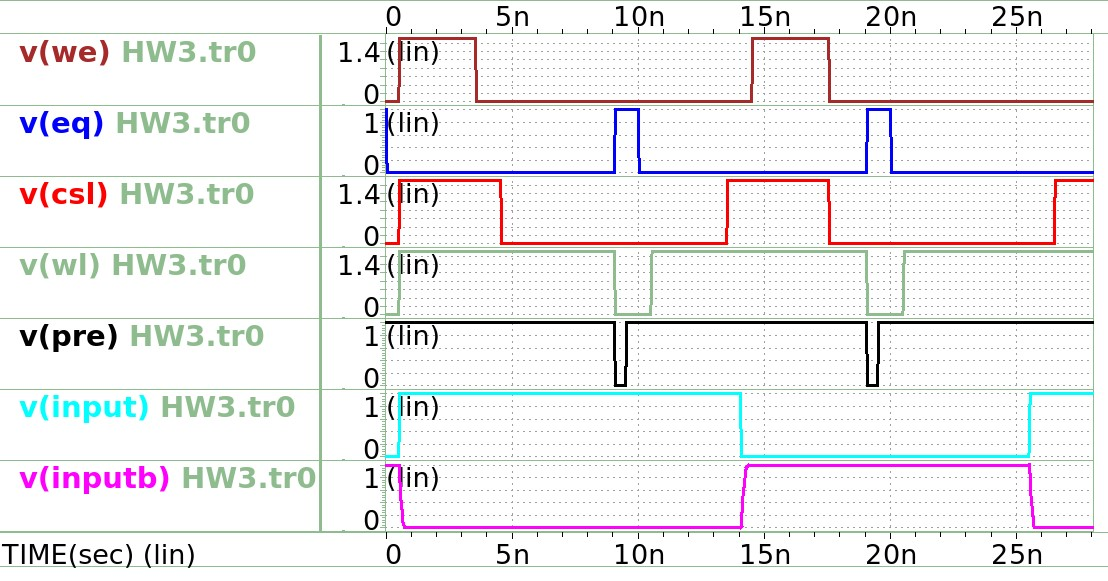 0 5n 10n 15n 20n 25n
v(we) HW3.tr0 1.4 (lin)
0
v(eq) HW3.tr0 1 (lin)
0
v(csl) HW3.tr0 1.4 (lin)
0
v(wl) HW3.tr0 1.4 (lin)
0
v(pre) HW3.tr0 1 (lin)
0
v(input) HW3.tr0 1 (lin)
0
v(inputb) HW3.tr0 1 (lin)
0
TIME(sec) (lin) 0 5n 10n 15n 20n 25n